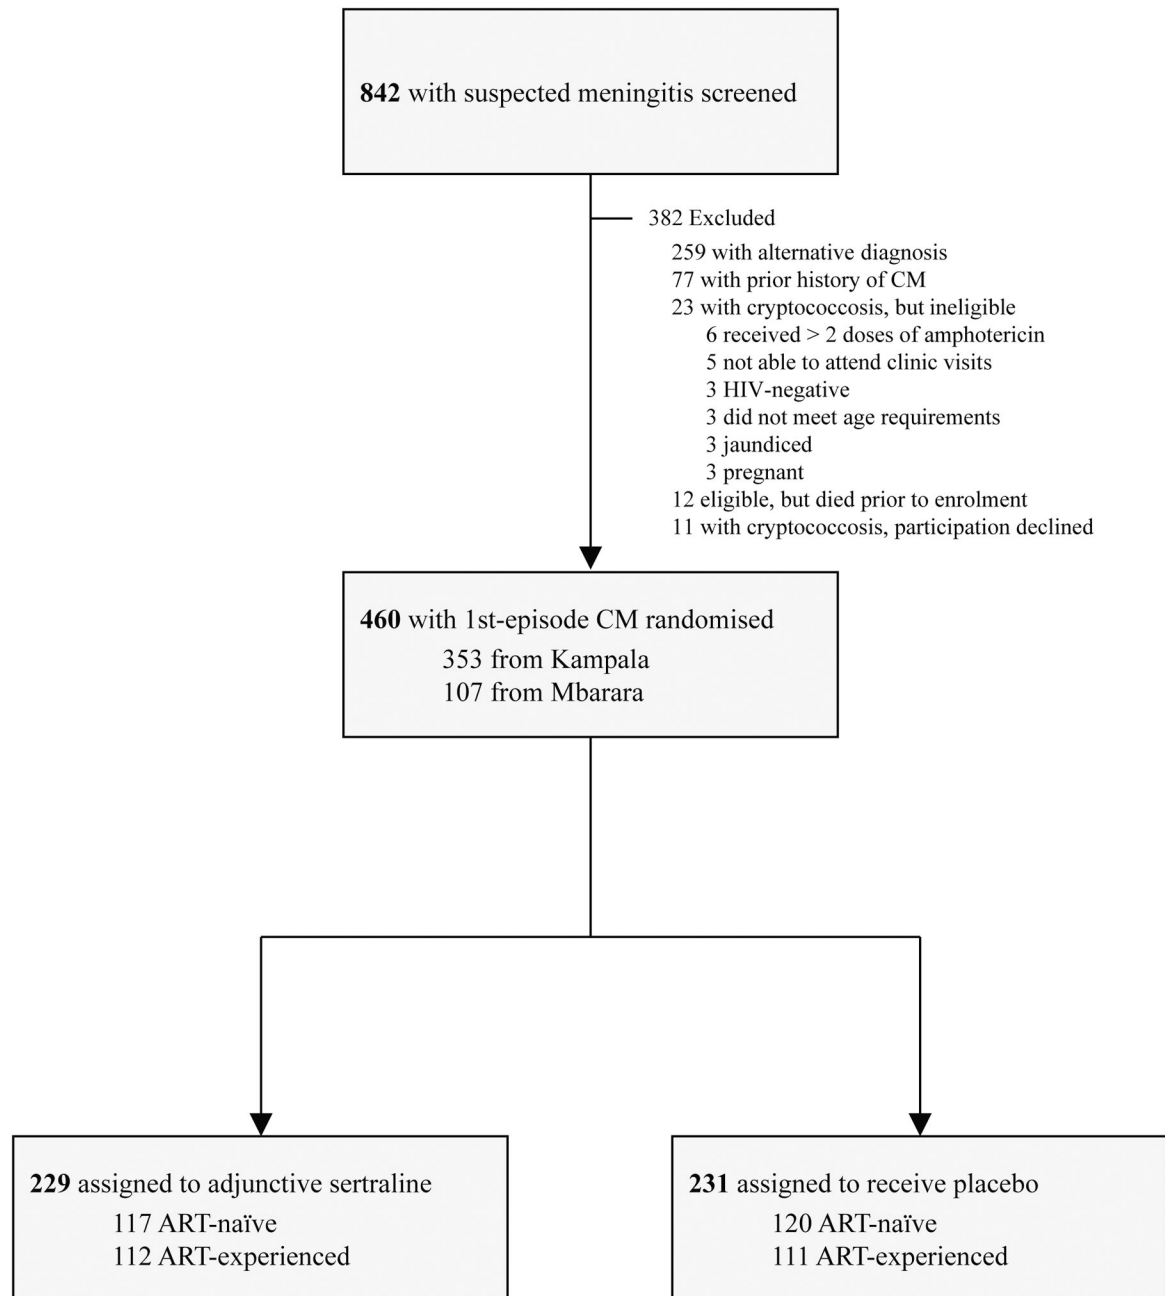 842 with suspected meningitis screened
382 Excluded
259 with alternative diagnosis
77 with prior history of CM
23 with cryptococcosis, but ineligible
6 received > 2 doses of amphotericin
5 not able to attend clinic visits
3 HIV-negative
3 did not meet age requirements
3 jaundiced
3 pregnant
12 eligible, but died prior to enrolment
11 with cryptococcosis, participation declined
460 with 1st-episode CM randomised
353 from Kampala
107 from Mbarara
229 assigned to adjunctive sertraline
117 ART-naïve
112 ART-experienced
231 assigned to receive placebo
120 ART-naïve
111 ART-experienced